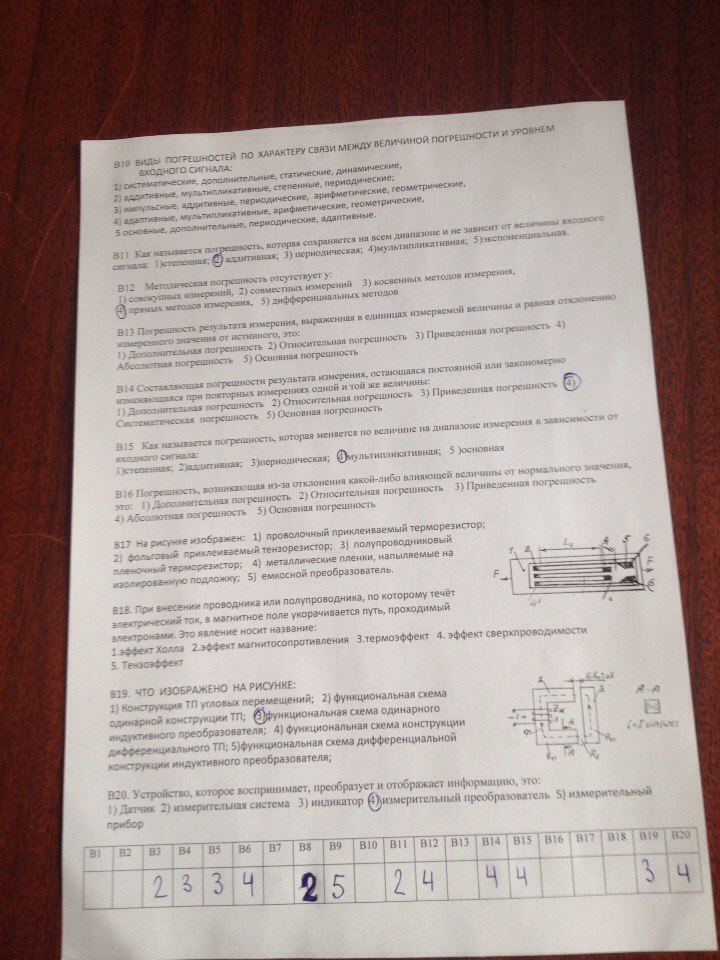 В10 ВИДЫ ПОГРЕШНОСТЕЙ ПО ХАРАКТЕРУ СВЯЗИ МЕЖДУ ВЕЛИЧИНОЙ ПОГРЕШНОСТИ И УРОВНЕМ
ВХОДНОГО СИГНАЛА:
1) систематические, дополнительные, статические, динамические,
2) аддитивные, мультипликативные, степенные, периодические;
3) импульсные, аддитивные, периодические, арифметические, геометрические,
4) адаптивные, мультипликативные, арифметические, геометрические,
5 основные, дополнительные, периодические, адаптивные.
В11 Как называется погрешность, которая сохраняется на всем диапазоне и не зависит от величины входного
сигнала: 1)степенная; 2) аддитивная; 3) периодическая; 4)мультипликативная; 5)экспоненциальная.
В12 Методическая погрешность отсутствует у:
1) совокупных измерений, 2) совместных измерений 3) косвенных методов измерения,
4) прямых методов измерения, 5) дифференциальных методов
В13 Погрешность результата измерения, выраженная в единицах измеряемой величины и равная отклонению
измеренного значения от истинного, это:
1) Дополнительная погрешность 2) Относительная погрешность 3) Приведенная погрешность 4)
Абсолютная погрешность 5) Основная погрешность
В14 Составляющая погрешности результата измерения, остающаяся постоянной или закономерно
изменяющаяся при повторных измерениях одной и той же величины:
1) Дополнительная погрешность 2) Относительная погрешность 3) Приведенная погрешность 4)
Систематическая погрешность 5) Основная погрешность
В15 Как называется погрешность, которая меняется по величине на диапазоне измерения в зависимости от
входного сигнала:
1)степенная; 2)аддитивная; 3)периодическая; 4)мультипликативная; 5 )основная
В16 Погрешность, возникающая из-за отклонения какой-либо влияющей величины от нормального значения,
это: 1) Дополнительная погрешность 2) Относительная погрешность 3) Приведенная погрешность
4) Абсолютная погрешность 5) Основная погрешность
В17 На рисунке изображен: 1) проволочный приклеиваемый терморезистор;
2) фольговый приклеиваемый тензорезистор; 3) полупроводниковый
пленочный терморезистор; 4) металлические пленки, напыляемые на
изолированную подложку; 5) емкосной преобразователь.
1 2 5 6
F F
4
В18. При внесении проводника или полупроводника, по которому течёт
электрический ток, в магнитное поле укорачивается путь, проходимый
электронами. Это явление носит название:
1.эффект Холла 2.эффект магнитосопротивления 3.термоэффект 4. эффект сверхпроводимости
5. Тензоэффект
В19. ЧТО ИЗОБРАЖЕНО НА РИСУНКЕ:
1) Конструкция ТП угловых перемещений; 2) функциональная схема
одинарной конструкции ТП; 3)функциональная схема одинарного
индуктивного преобразователя; 4) функциональная схема конструкции
дифференциального ТП; 5)функциональная схема дифференциальной
конструкции индуктивного преобразователя;
А-А
В20. Устройство, которое воспринимает, преобразует и отображает информацию, это:
1) Датчик 2) измерительная система 3) индикатор 4)измерительный преобразователь 5) измерительный
прибор
В1 В2 В3 В4 В5 В6 В7 В8 В9 В10 В11 В12 В13 В14 В15 В16 В17 В18 В19 В20
2 3 3 4 2 5 2 4 4 4 3 4